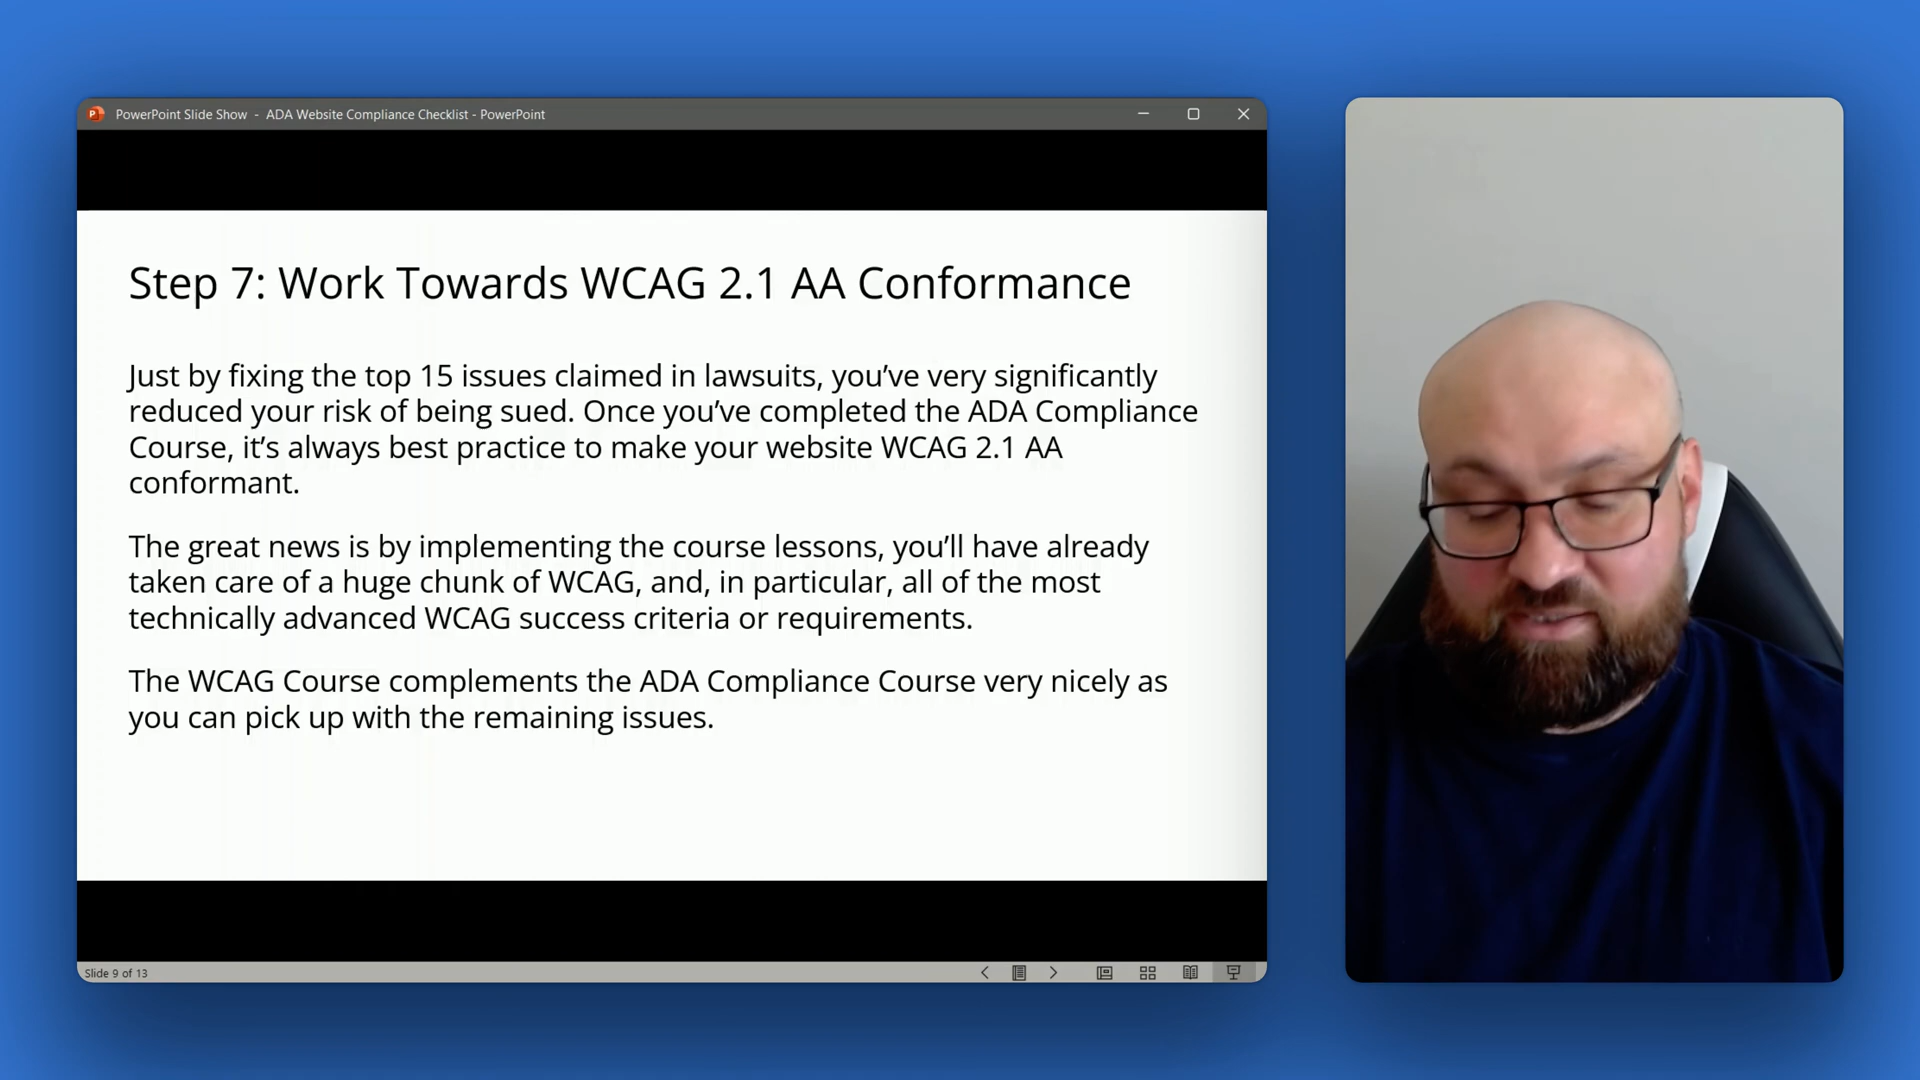 PowerPoint Slide Show - ADA Website Compliance Checklist - PowerPoint
Step 7: Work Towards WCAG 2.1 AA Conformance
Just by fixing the top 15 issues claimed in lawsuits, you’ve very significantly
reduced your risk of being sued. Once you’ve completed the ADA Compliance
Course, it’s always best practice to make your website WCAG 2.1 AA
conformant.
The great news is by implementing the course lessons, you’ll have already
taken care of a huge chunk of WCAG, and, in particular, all of the most
technically advanced WCAG success criteria or requirements.
The WCAG Course complements the ADA Compliance Course very nicely as
you can pick up with the remaining issues.
Slide 9 of 13